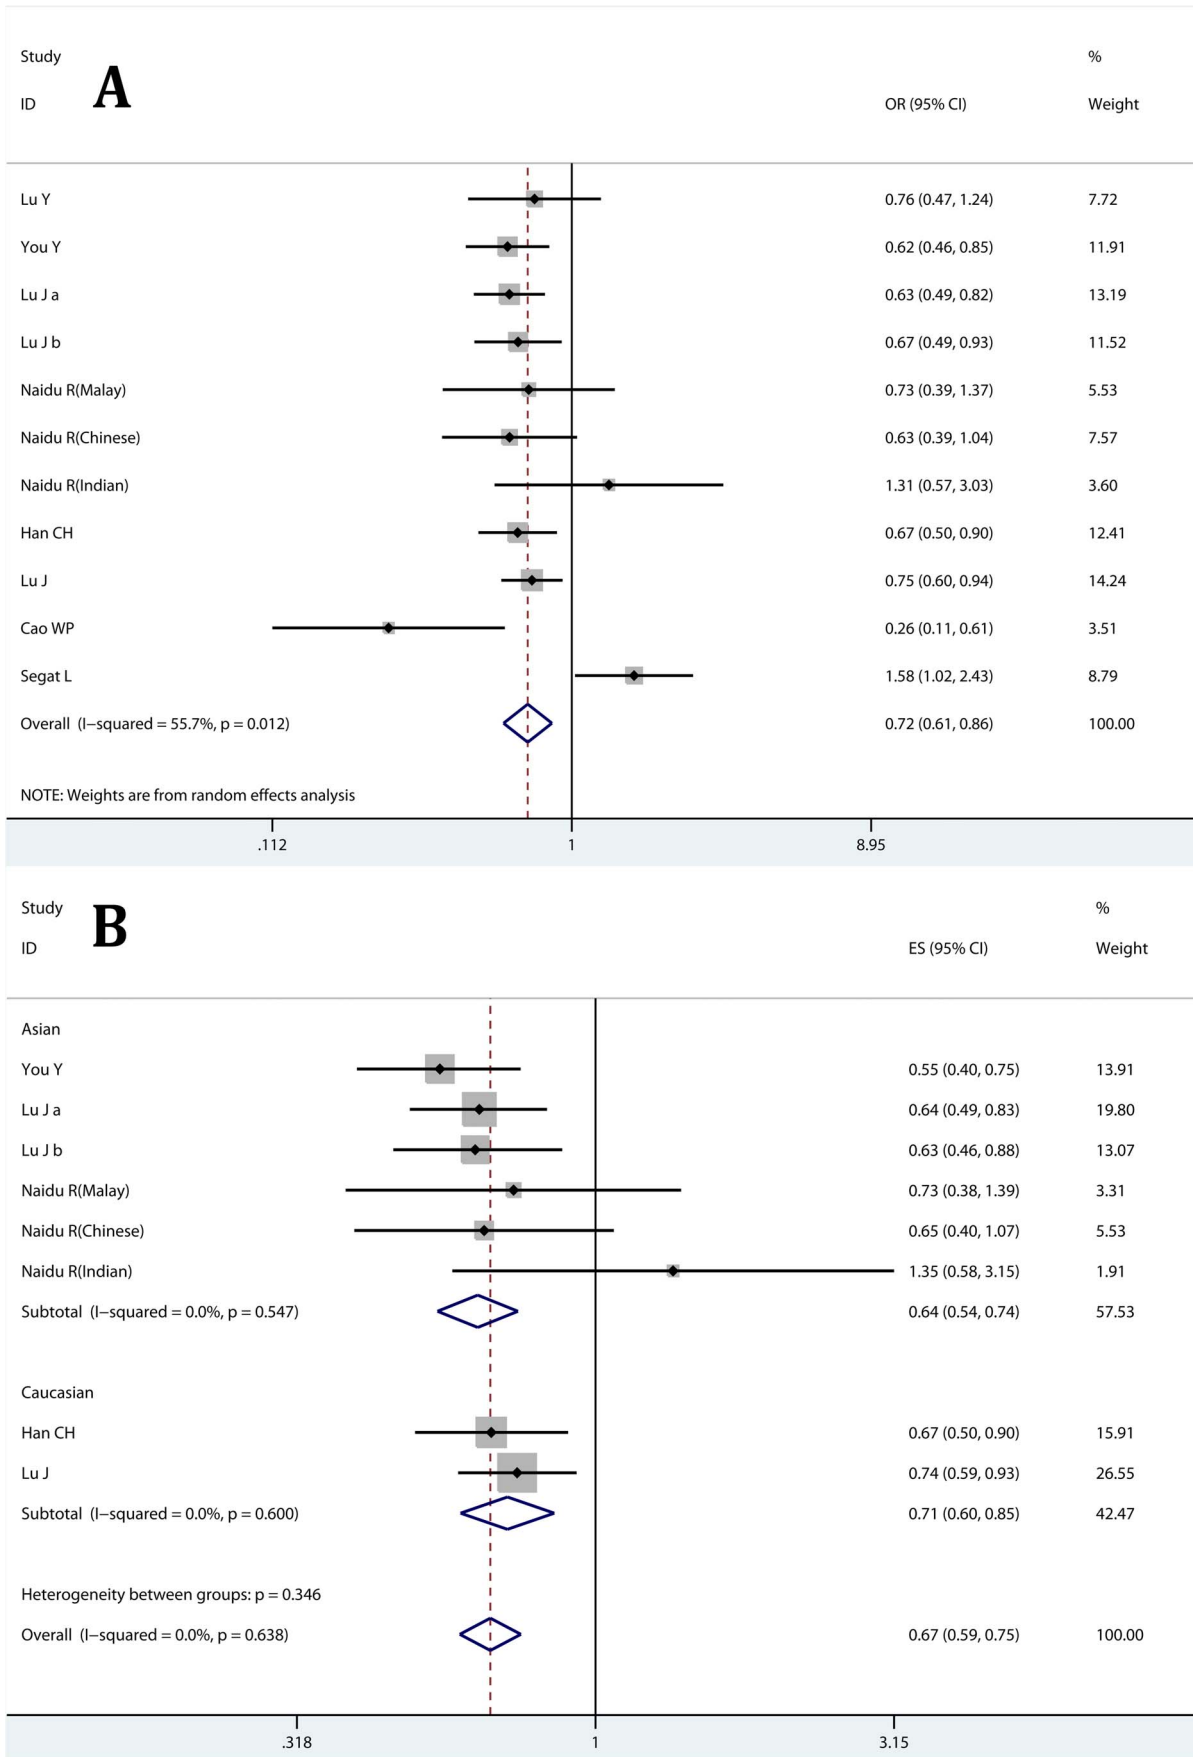 Study %
A
ID OR (95% CI) Weight
Lu Y 0.76 (0.47, 1.24) 7.72
You Y 0.62 (0.46, 0.85) 11.91
Lu J a 0.63 (0.49, 0.82) 13.19
Lu J b 0.67 (0.49, 0.93) 11.52
Naidu R(Malay) 0.73 (0.39, 1.37) 5.53
Naidu R(Chinese) 0.63 (0.39, 1.04) 7.57
Naidu R(Indian) 1.31 (0.57, 3.03) 3.60
Han CH 0.67 (0.50, 0.90) 12.41
Lu J 0.75 (0.60, 0.94) 14.24
Cao WP 0.26 (0.11, 0.61) 3.51
Segat L 1.58 (1.02, 2.43) 8.79
Overall (I−squared = 55.7%, p = 0.012) 0.72 (0.61, 0.86) 100.00
NOTE: Weights are from random effects analysis
.112 1 8.95
Study %
B
ID ES (95% CI) Weight
Asian
You Y 0.55 (0.40, 0.75) 13.91
Lu J a 0.64 (0.49, 0.83) 19.80
Lu J b 0.63 (0.46, 0.88) 13.07
Naidu R(Malay) 0.73 (0.38, 1.39) 3.31
Naidu R(Chinese) 0.65 (0.40, 1.07) 5.53
Naidu R(Indian) 1.35 (0.58, 3.15) 1.91
Subtotal (I−squared = 0.0%, p = 0.547) 0.64 (0.54, 0.74) 57.53
Caucasian
Han CH 0.67 (0.50, 0.90) 15.91
Lu J 0.74 (0.59, 0.93) 26.55
Subtotal (I−squared = 0.0%, p = 0.600) 0.71 (0.60, 0.85) 42.47
Heterogeneity between groups: p = 0.346
Overall (I−squared = 0.0%, p = 0.638) 0.67 (0.59, 0.75) 100.00
.318 1 3.15